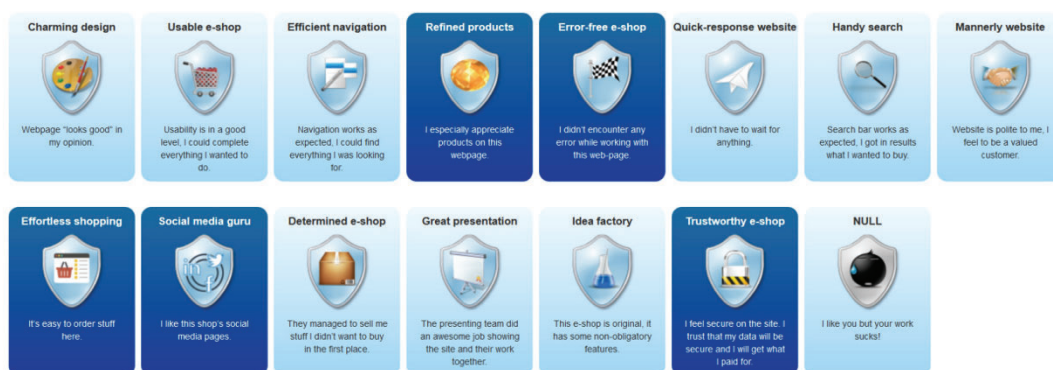 Charming design
Webpage "looks good" in
my opinion.
Usable e-shop
Usability is in a good
level, I could complete
everything I wanted to
do.
Efficient navigation
Navigation works as
expected, I could find
everything I was looking
for.
Refined products
I especially appreciate
products on this
webpage.
Error-free e-shop
I didn't encounter any
error while working with
this web-page.
Quick-response website
I didn't have to wait for
anything.
Handy search
Search bar works as
expected, I got in results
what I wanted to buy.
Mannerly website
Website is polite to me, I
feel to be a valued
customer.
Effortless shopping
It's easy to order stuff
here.
Social media guru
I like this shop's social
media pages.
Determined e-shop
They managed to sell me
stuff I didn't want to buy
in the first place.
Great presentation
The presenting team did
an awesome job showing
the site and their work
together.
Idea factory
This e-shop is original, it
has some non-obligatory
features.
Trustworthy e-shop
I feel secure on the site. I
trust that my data will be
secure and I will get what
I paid for.
NULL
I like you but your work
sucks!